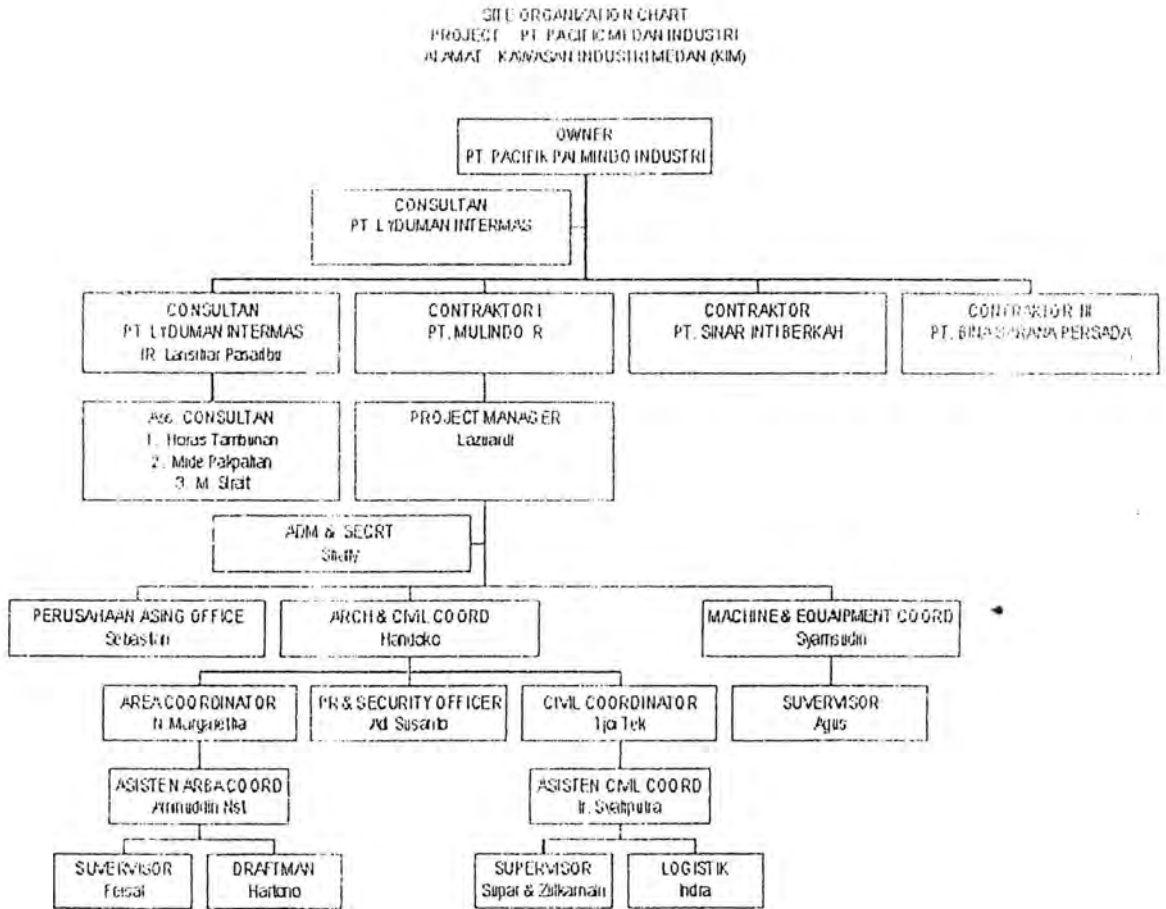 SITE ORGANIZATION CHART
PROJECT PT. PACIFIC MEDAN INDUSTRI
ALAMAT KAWASAN INDUSTRI MEDAN (KIM)
OWNER
PT. PACIFIK PALMINDO INDUSTRI
CONSULTAN
PT. LYDUMAN INTERMAS
CONSULTAN
PT. LYDUMAN INTERMAS
IR. Lansihar Pasaribu
CONTRAKTOR I
PT. MULINDO R
CONTRAKTOR
PT. SINAR INTI BERKAH
CONTRAKTOR III
PT. BINA SARANA PERSADA
Ass. CONSULTAN
1. Horas Tambunan
2. Mide Pakpahan
3. M. Sirait
PROJECT MANAGER
Lazuardi
ADM & SECRT
PERUSAHAAN ASING OFFICE
Sebastian
ARCH & CIVIL COORD
Handoko
MACHINE & EQUAIPMENT COORD
Syamsudin
AREA COORDINATOR
N. Margaretha
PR & SECURITY OFFICER
Adi Susanto
CIVIL COORDINATOR
Tjoi Tek
SUVERVISOR
Agus
ASISTEN AREA COORD
Aminuddin Nst
ASISTEN CIVIL COORD
Ir. Syahputra
SUVERVISOR
Feisal
DRAFTMAN
Hartono
SUPERVISOR
Supar & Zulkarnain
LOGISTIK
Indra